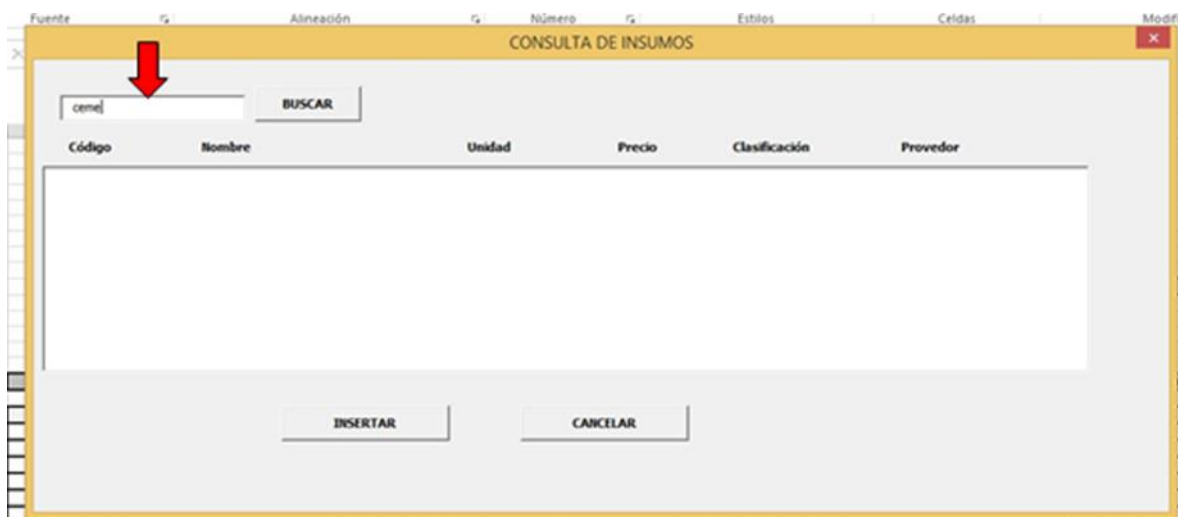 Fuente Alineación Número Estilos Celdas Modif
CONSULTA DE INSUMOS
ceme BUSCAR
Código Nombre Unidad Precio Clasificación Provedor
INSERTAR CANCELAR